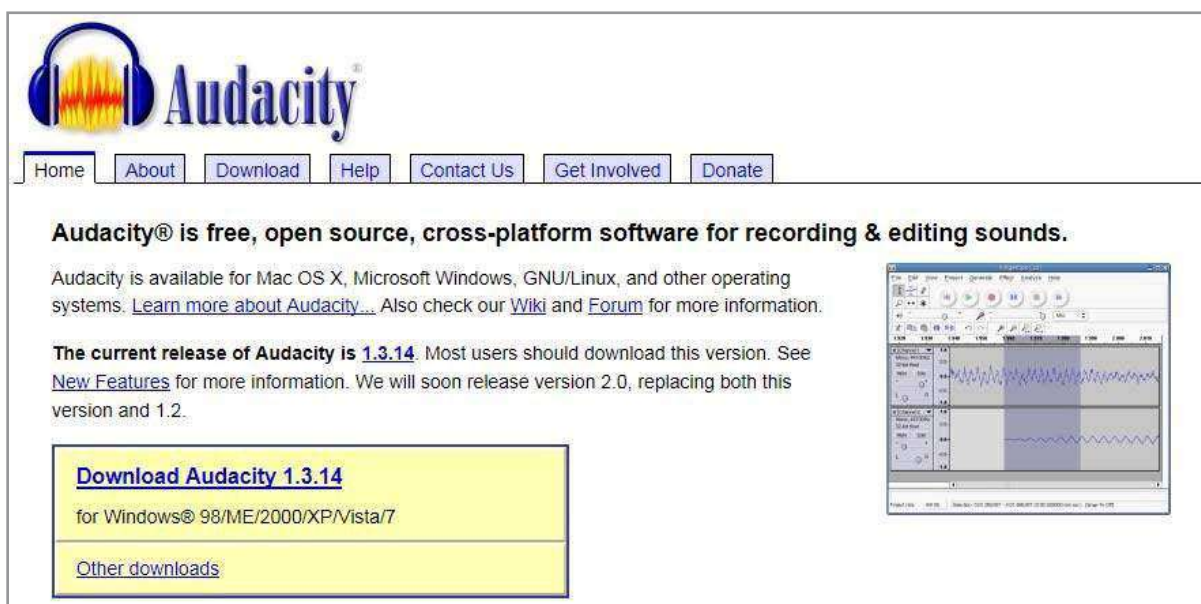 Audacity®
Home About Download Help Contact Us Get Involved Donate
Audacity® is free, open source, cross-platform software for recording & editing sounds.
Audacity is available for Mac OS X, Microsoft Windows, GNU/Linux, and other operating
systems. Learn more about Audacity... Also check our Wiki and Forum for more information.
The current release of Audacity is 1.3.14. Most users should download this version. See
New Features for more information. We will soon release version 2.0, replacing both this
version and 1.2.
Download Audacity 1.3.14
for Windows® 98/ME/2000/XP/Vista/7
Other downloads